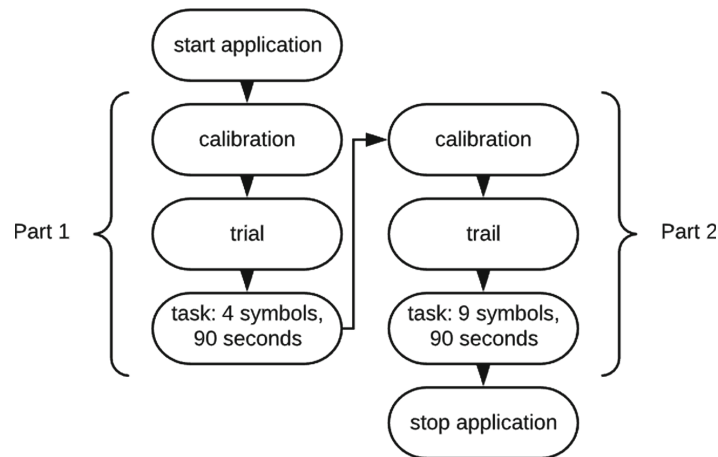 start application
Part 1
calibration
trial
task: 4 symbols,
90 seconds
calibration
trail
task: 9 symbols,
90 seconds
Part 2
stop application